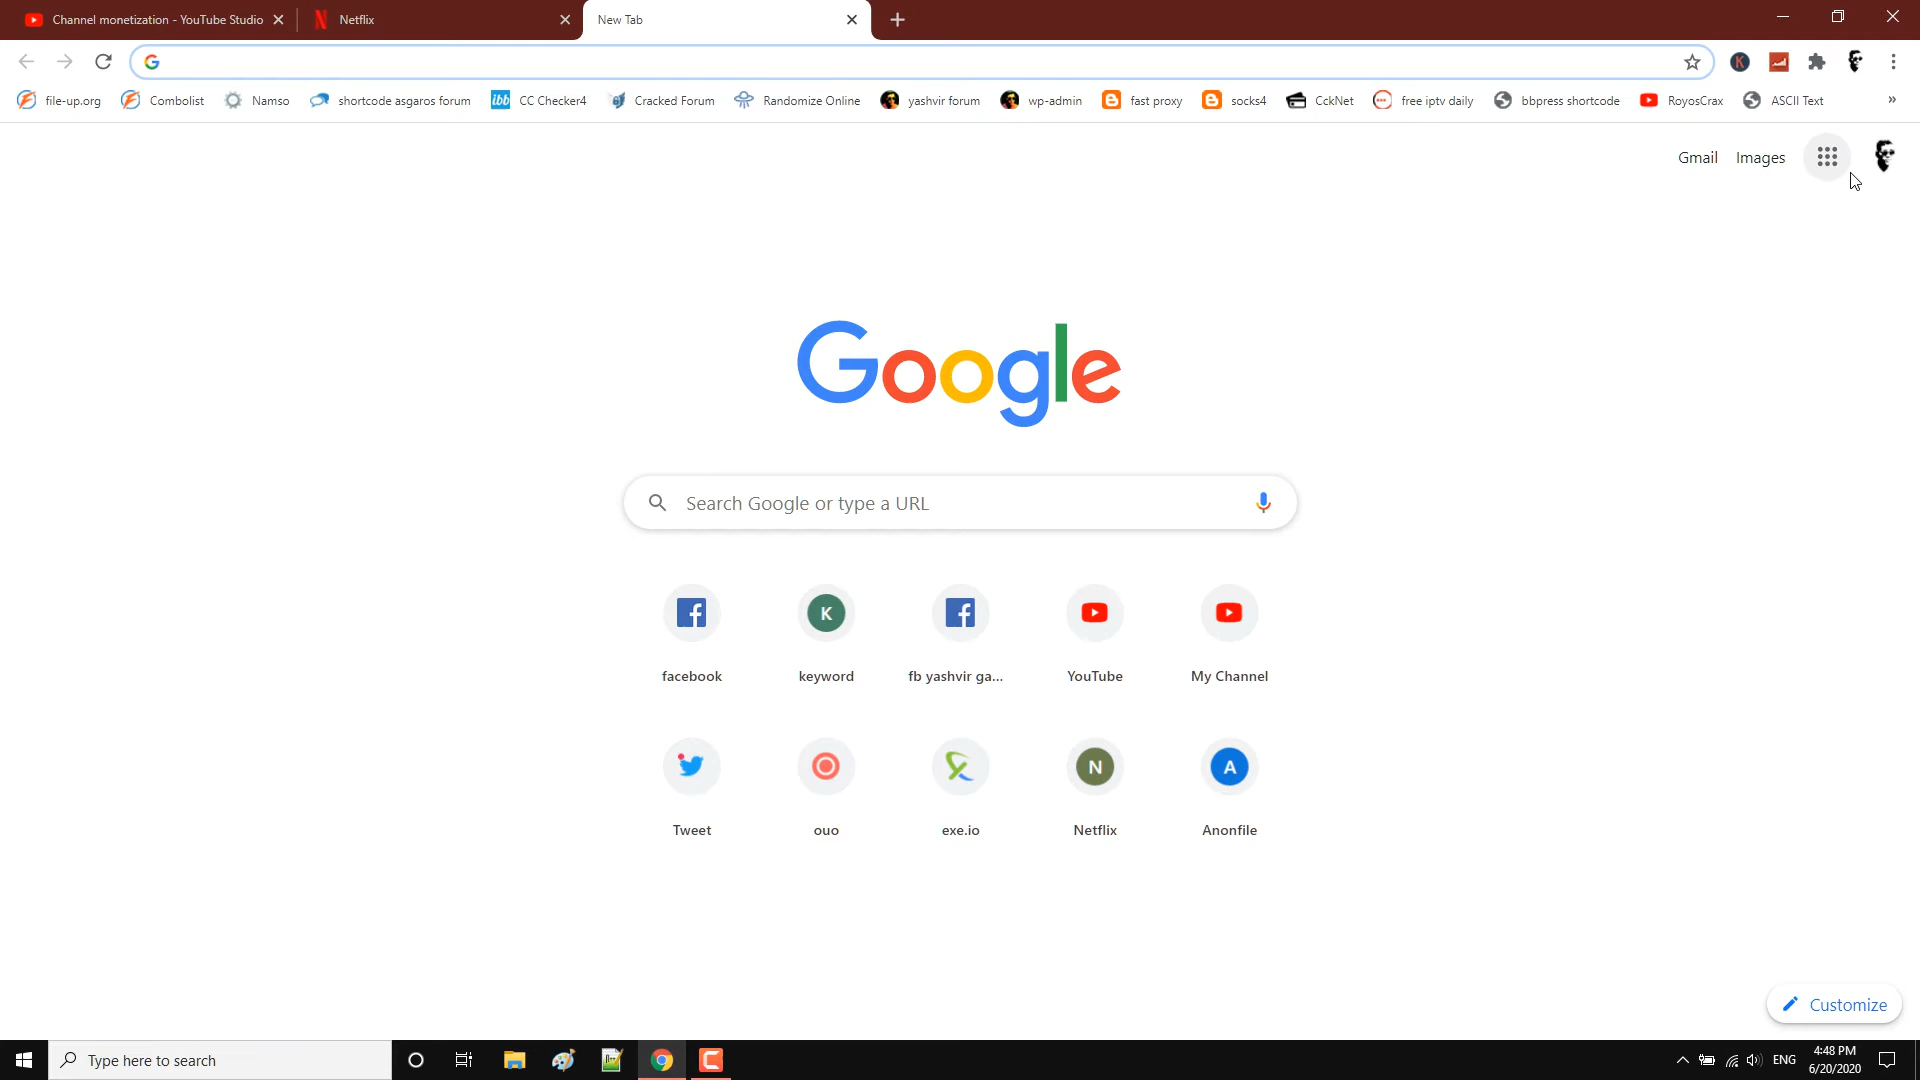 Channel monetization - YouTube Studio
Netflix
New Tab
file-up.org
Combolist
Namso
shortcode asgaros forum
ibb CC Checker4
Cracked Forum
Randomize Online
yashvir forum
wp-admin
fast proxy
socks4
CckNet
free iptv daily
bbpress shortcode
RoyosCrax
ASCII Text
»
Gmail
Images
Google
Search Google or type a URL
facebook
K
keyword
fb yashvir ga...
YouTube
My Channel
Tweet
ouo
exe.io
N
Netflix
A
Anonfile
Customize
Type here to search
ENG
4:48 PM
6/20/2020